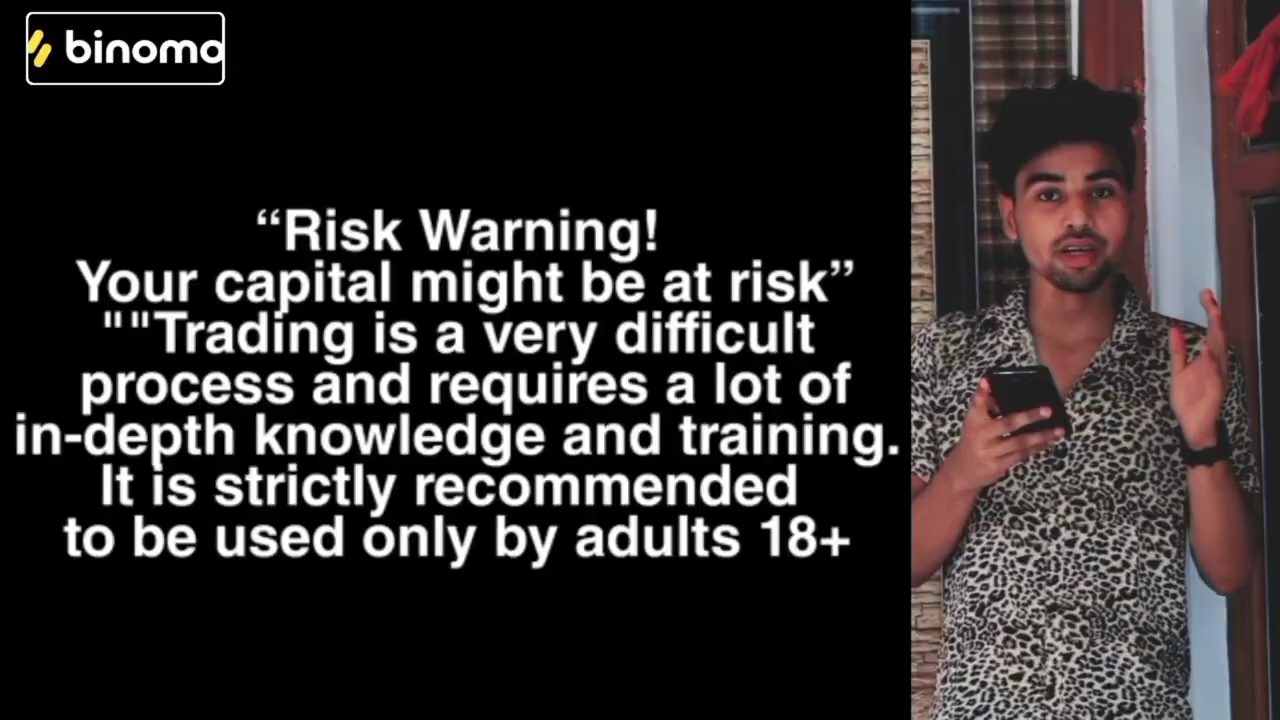 binomo
“Risk Warning!
Your capital might be at risk”
""Trading is a very difficult
process and requires a lot of
in-depth knowledge and training.
It is strictly recommended
to be used only by adults 18+